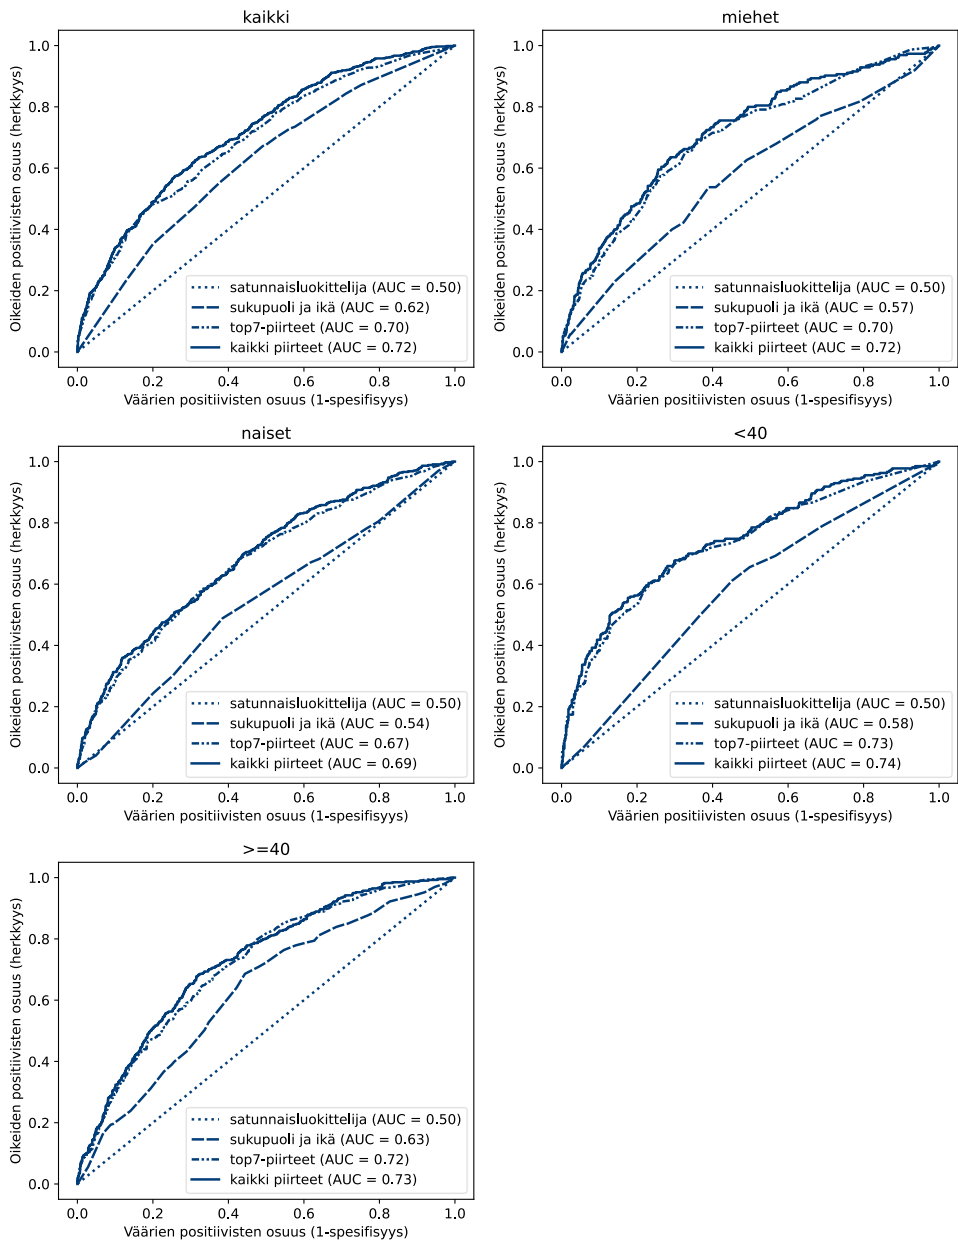 kaikki
Oikeiden positiivisten osuus (herkkyys)
1.0
0.8
0.6
0.4
0.2
0.0
satunnaisluokittelija (AUC = 0.50)
sukupuoli ja ikä (AUC = 0.62)
top7-piirteet (AUC = 0.70)
kaikki piirteet (AUC = 0.72)
0.0 0.2 0.4 0.6 0.8 1.0
Väärien positiivisten osuus (1-spesifisyys)
miehet
Oikeiden positiivisten osuus (herkkyys)
1.0
0.8
0.6
0.4
0.2
0.0
satunnaisluokittelija (AUC = 0.50)
sukupuoli ja ikä (AUC = 0.57)
top7-piirteet (AUC = 0.70)
kaikki piirteet (AUC = 0.72)
0.0 0.2 0.4 0.6 0.8 1.0
Väärien positiivisten osuus (1-spesifisyys)
naiset
Oikeiden positiivisten osuus (herkkyys)
1.0
0.8
0.6
0.4
0.2
0.0
satunnaisluokittelija (AUC = 0.50)
sukupuoli ja ikä (AUC = 0.54)
top7-piirteet (AUC = 0.67)
kaikki piirteet (AUC = 0.69)
0.0 0.2 0.4 0.6 0.8 1.0
Väärien positiivisten osuus (1-spesifisyys)
<40
Oikeiden positiivisten osuus (herkkyys)
1.0
0.8
0.6
0.4
0.2
0.0
satunnaisluokittelija (AUC = 0.50)
sukupuoli ja ikä (AUC = 0.58)
top7-piirteet (AUC = 0.73)
kaikki piirteet (AUC = 0.74)
0.0 0.2 0.4 0.6 0.8 1.0
Väärien positiivisten osuus (1-spesifisyys)
>=40
Oikeiden positiivisten osuus (herkkyys)
1.0
0.8
0.6
0.4
0.2
0.0
satunnaisluokittelija (AUC = 0.50)
sukupuoli ja ikä (AUC = 0.63)
top7-piirteet (AUC = 0.72)
kaikki piirteet (AUC = 0.73)
0.0 0.2 0.4 0.6 0.8 1.0
Väärien positiivisten osuus (1-spesifisyys)